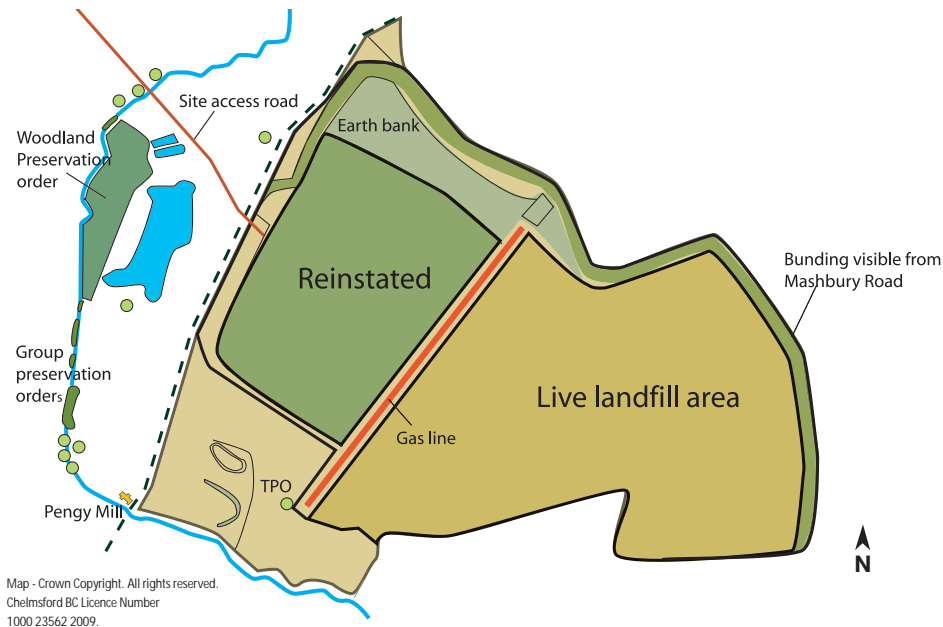 Site access road
Earth bank
Woodland
Preservation
order
Reinstated
Bunding visible from
Mashbury Road
Group
preservation
orders
Live landfill area
Gas line
TPO
Pengy Mill
N
Map - Crown Copyright. All rights reserved.
Chelmsford BC Licence Number
1000 23562 2009.